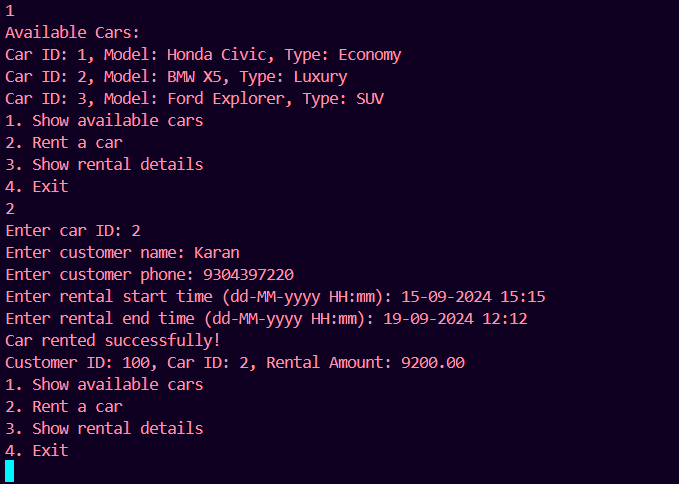 1
Available Cars:
Car ID: 1, Model: Honda Civic, Type: Economy
Car ID: 2, Model: BMW X5, Type: Luxury
Car ID: 3, Model: Ford Explorer, Type: SUV
1. Show available cars
2. Rent a car
3. Show rental details
4. Exit
2
Enter car ID: 2
Enter customer name: Karan
Enter customer phone: 9304397220
Enter rental start time (dd-MM-yyyy HH:mm): 15-09-2024 15:15
Enter rental end time (dd-MM-yyyy HH:mm): 19-09-2024 12:12
Car rented successfully!
Customer ID: 100, Car ID: 2, Rental Amount: 9200.00
1. Show available cars
2. Rent a car
3. Show rental details
4. Exit